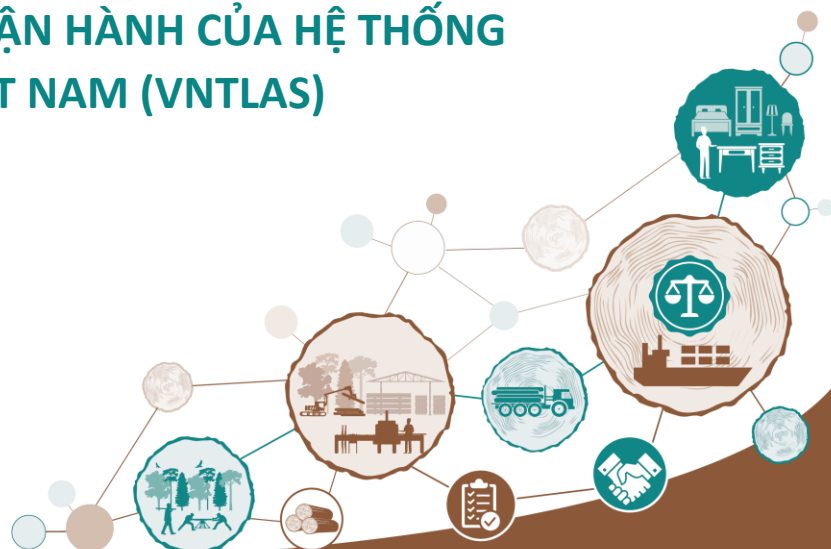 ẬN HÀNH CỦA HỆ THỐNG
T NAM (VNTLAS)